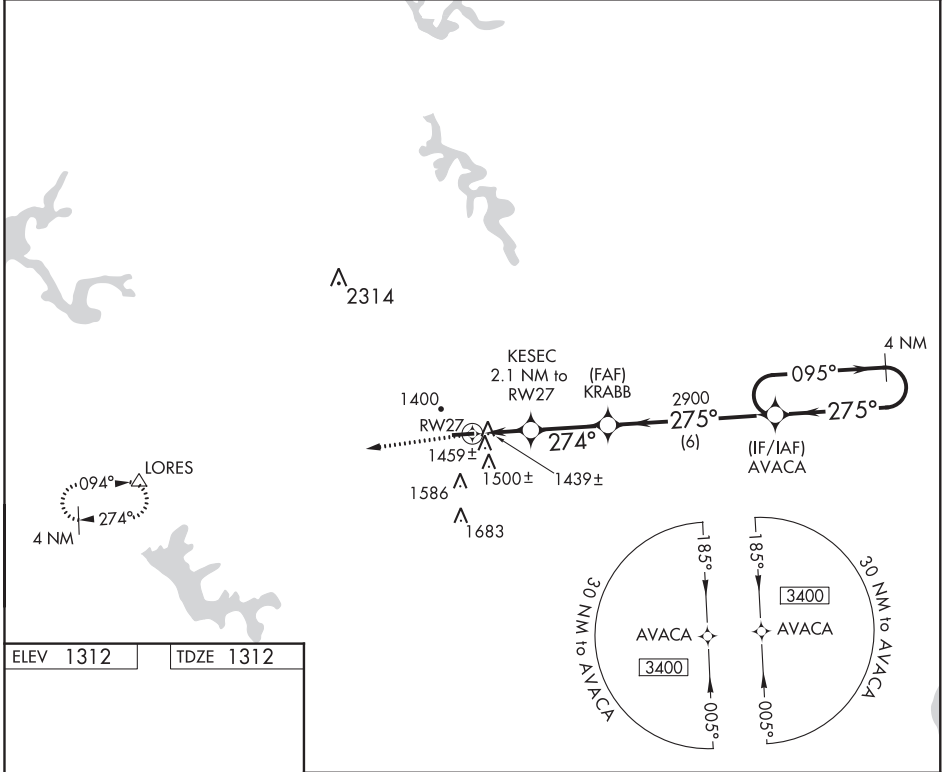 2314
4 NM
095°
275°
KESEC
2.1 NM to
RW27
(FAF)
KRABB
2900
275°
(6)
(IF/IAF)
AVACA
1400
RW27
274°
1459±
1500±
1439±
1586
1683
LORES
094°
274°
4 NM
185°
185°
30 NM to AVACA
30 NM to AVACA
3400
AVACA
AVACA
3400
005°
005°
ELEV 1312
TDZE 1312